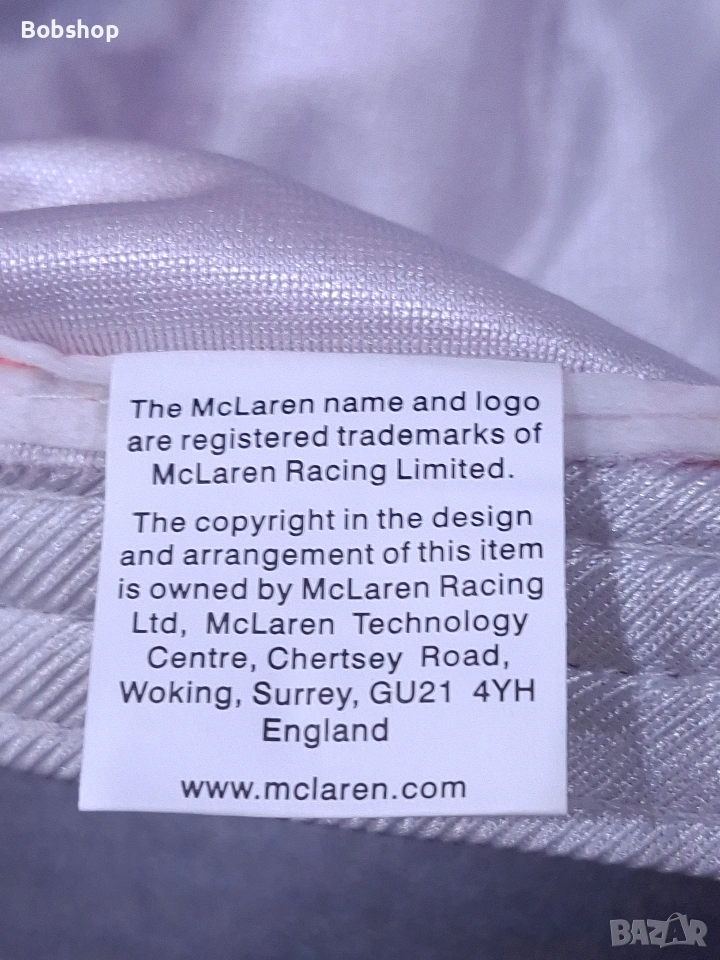 Bobshop
The McLaren name and logo
are registered trademarks of
McLaren Racing Limited.
The copyright in the design
and arrangement of this item
is owned by McLaren Racing
Ltd, McLaren Technology
Centre, Chertsey Road,
Woking, Surrey, GU21 4YH
England
www.mclaren.com
BAZAR